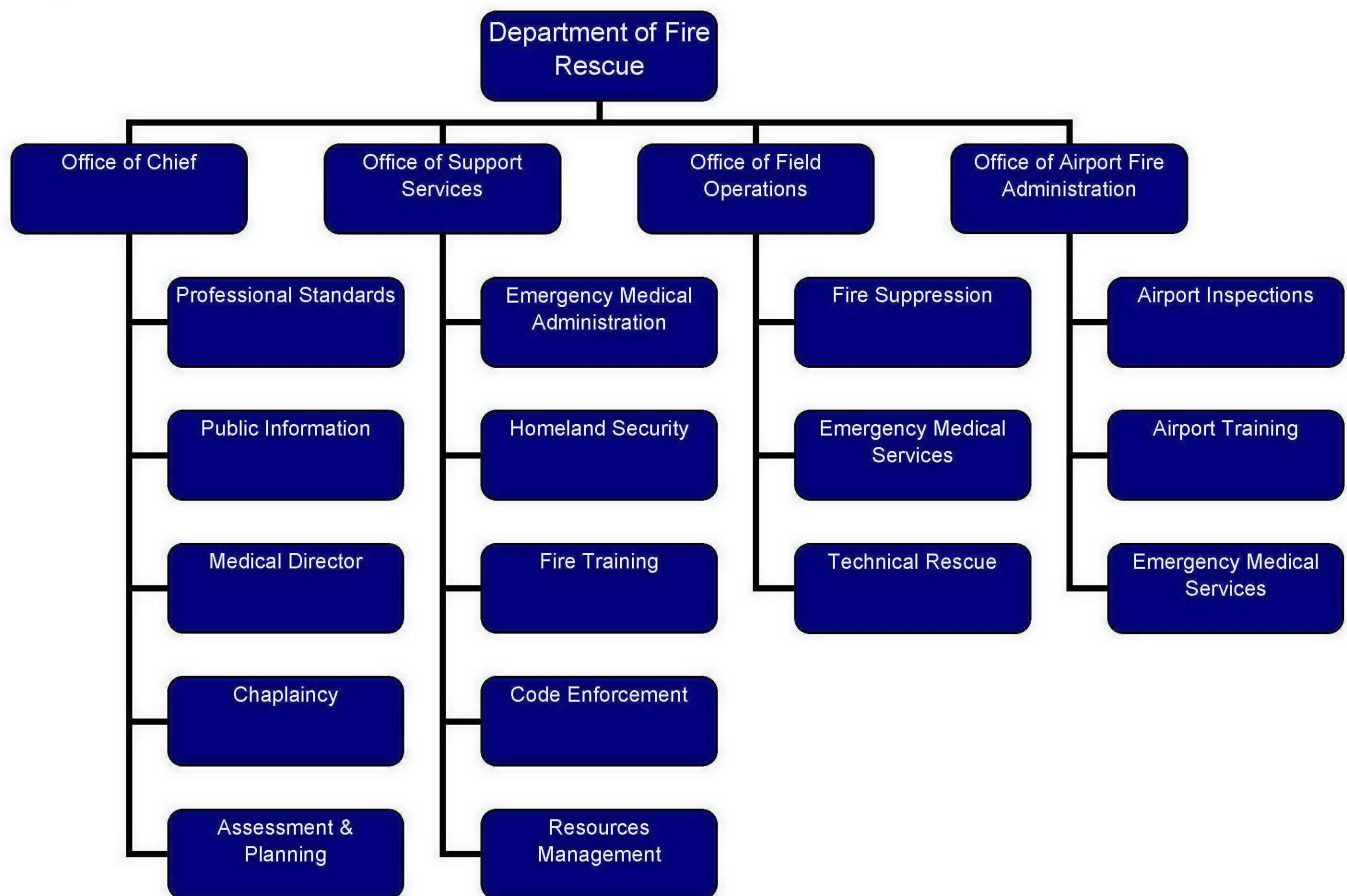 Department of Fire
Rescue
Office of Chief
Office of Support
Services
Office of Field
Operations
Office of Airport Fire
Administration
Professional Standards
Emergency Medical
Administration
Fire Suppression
Airport Inspections
Public Information
Homeland Security
Emergency Medical
Services
Airport Training
Medical Director
Fire Training
Technical Rescue
Emergency Medical
Services
Chaplaincy
Code Enforcement
Assessment &
Planning
Resources
Management